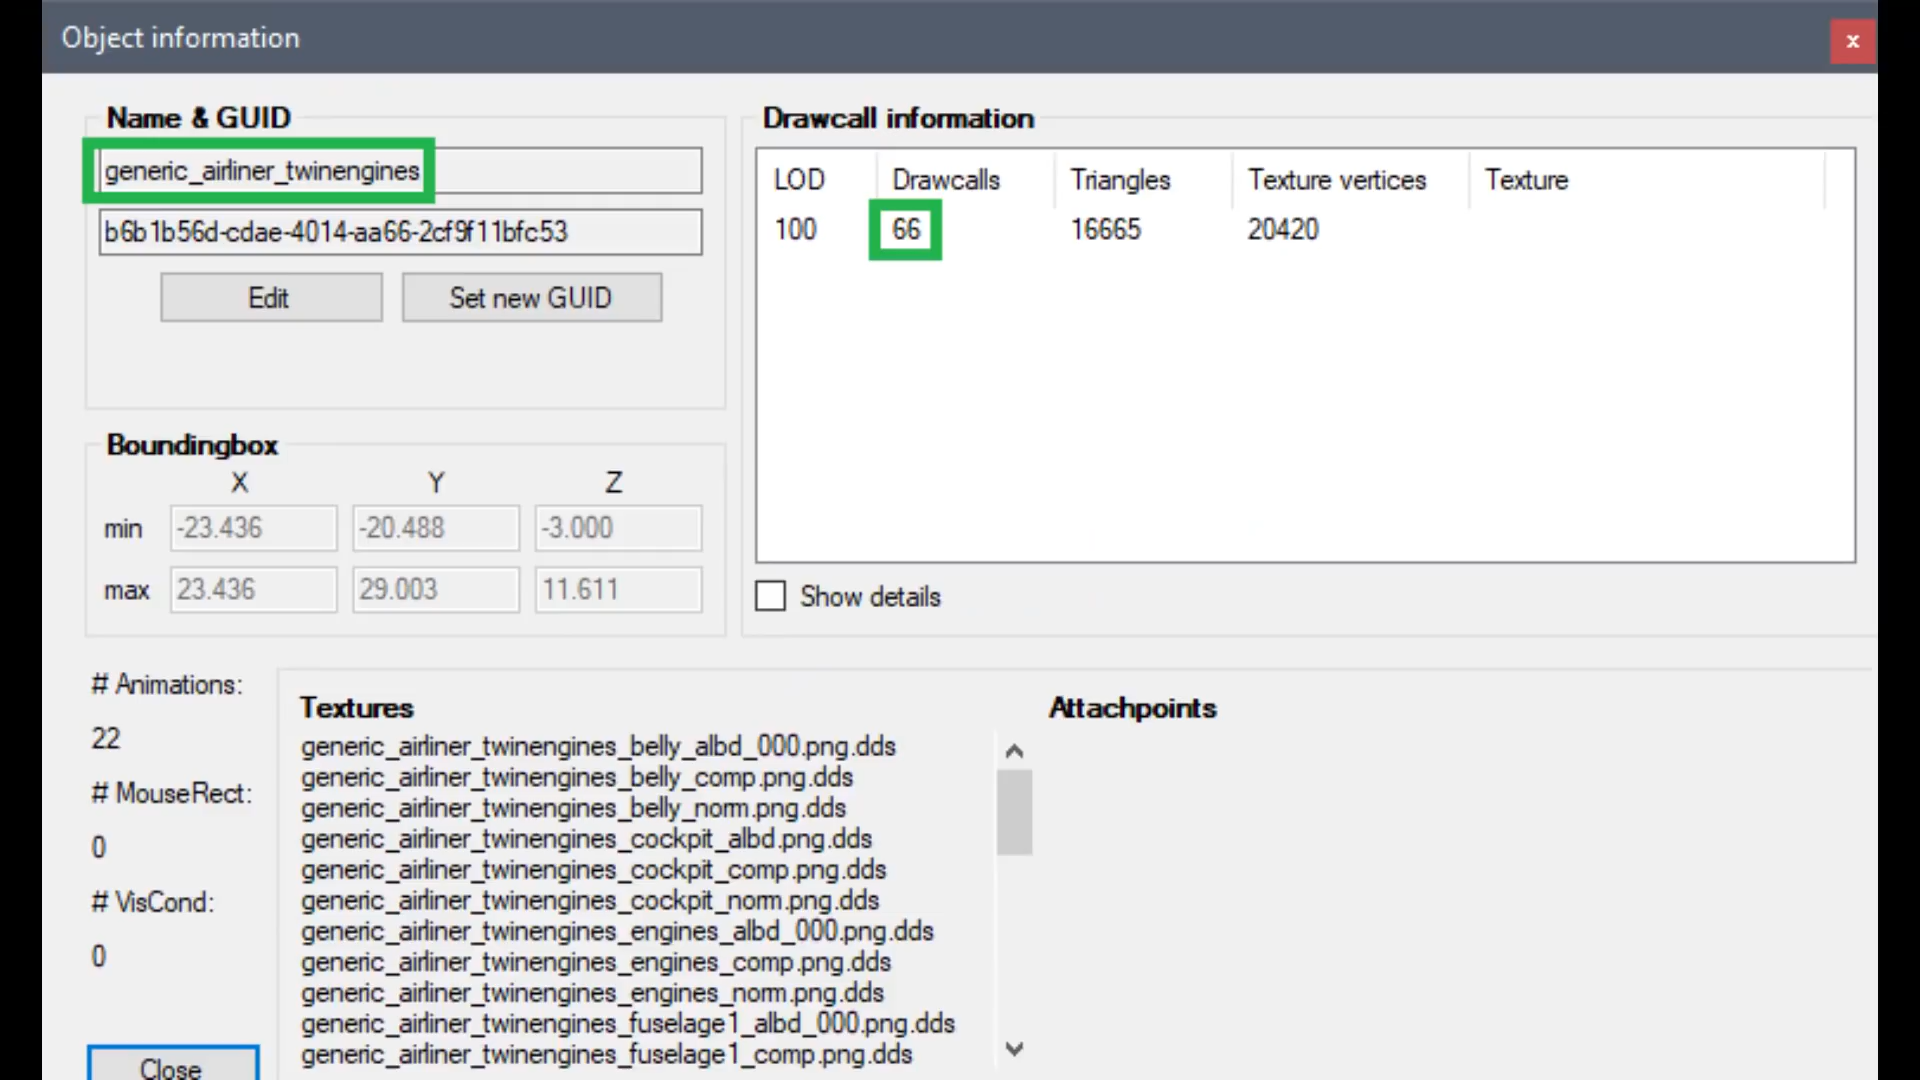 Object information
x
Name & GUID
generic_airliner_twinengines
b6b1b56d-cdae-4014-aa66-2cf9f11bfc53
Edit Set new GUID
Drawcall information
LOD Drawcalls Triangles Texture vertices Texture
100 66 16665 20420
Show details
Boundingbox
X Y Z
min -23.436 -20.488 -3.000
max 23.436 29.003 11.611
# Animations:
22
# MouseRect:
0
# VisCond:
0
Close
Textures
generic_airliner_twinengines_belly_albd_000.png.dds
generic_airliner_twinengines_belly_comp.png.dds
generic_airliner_twinengines_belly_norm.png.dds
generic_airliner_twinengines_cockpit_albd.png.dds
generic_airliner_twinengines_cockpit_comp.png.dds
generic_airliner_twinengines_cockpit_norm.png.dds
generic_airliner_twinengines_engines_albd_000.png.dds
generic_airliner_twinengines_engines_comp.png.dds
generic_airliner_twinengines_engines_norm.png.dds
generic_airliner_twinengines_fuselage1_albd_000.png.dds
generic_airliner_twinengines_fuselage1_comp.png.dds
Attachpoints